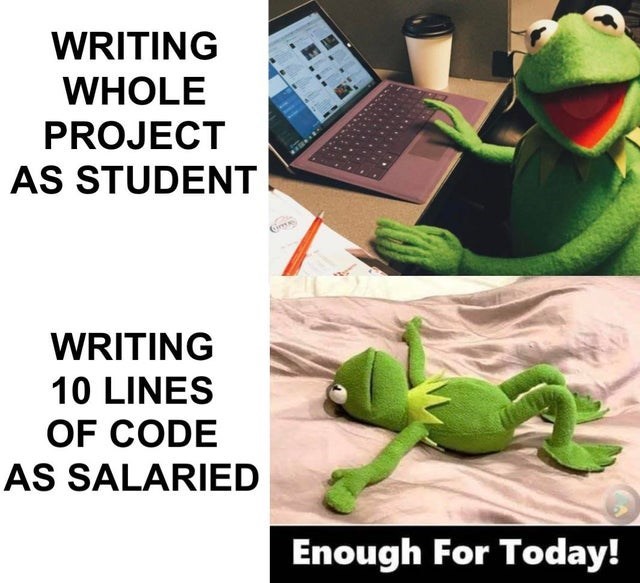 WRITING
WHOLE
PROJECT
AS STUDENT
WRITING
10 LINES
OF CODE
AS SALARIED
Enough For Today!